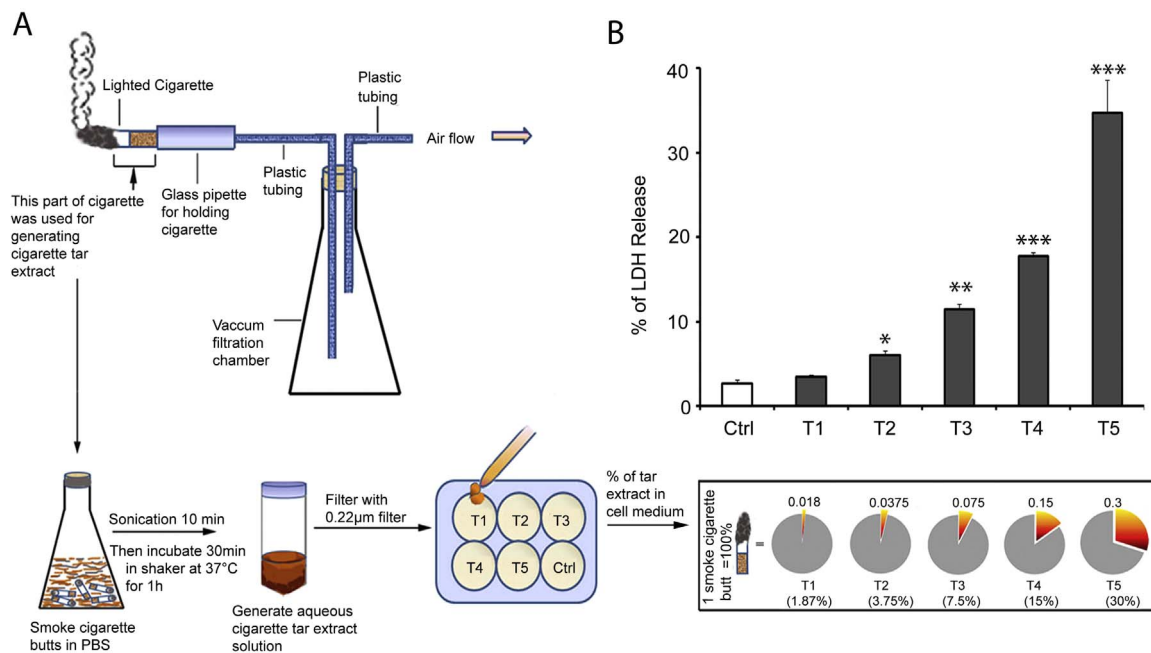 A
Lighted Cigarette
Plastic
tubing
Air flow
Plastic
tubing
Glass pipette
for holding
cigarette
This part of cigarette
was used for
generating
cigarette tar
extract
Vaccum
filtration
chamber
Sonication 10 min
Then incubate 30min
in shaker at 37°C
for 1h
Smoke cigarette
butts in PBS
Generate aqueous
cigarette tar extract
solution
Filter with
0.22µm filter
T1 T2 T3
T4 T5 Ctrl
% of tar
extract in
cell medium
B
% of LDH Release
40
30
20
10
0
* ** *** ***
Ctrl T1 T2 T3 T4 T5
1 smoke cigarette
butt =100%
=
0.018 0.0375 0.075 0.15 0.3
T1 T2 T3 T4 T5
(1.87%) (3.75%) (7.5%) (15%) (30%)